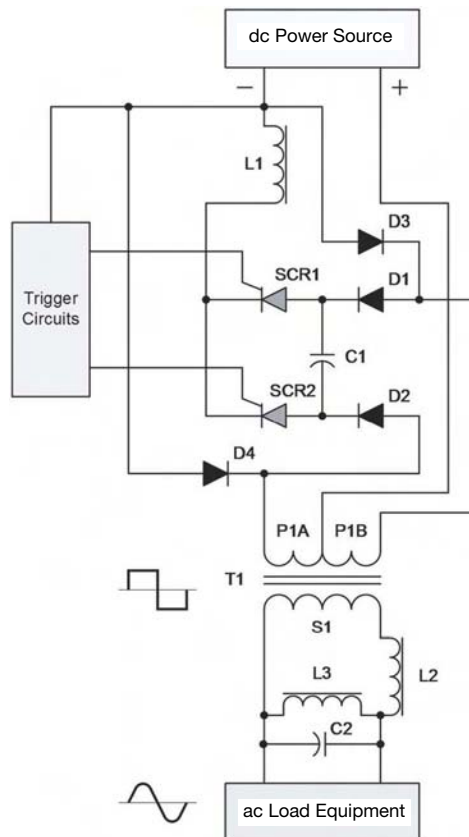 dc Power Source
− +
L1
D3
SCR1 D1
Trigger
Circuits
C1
SCR2 D2
D4
P1A P1B
T1
S1
L3 L2
C2
ac Load Equipment